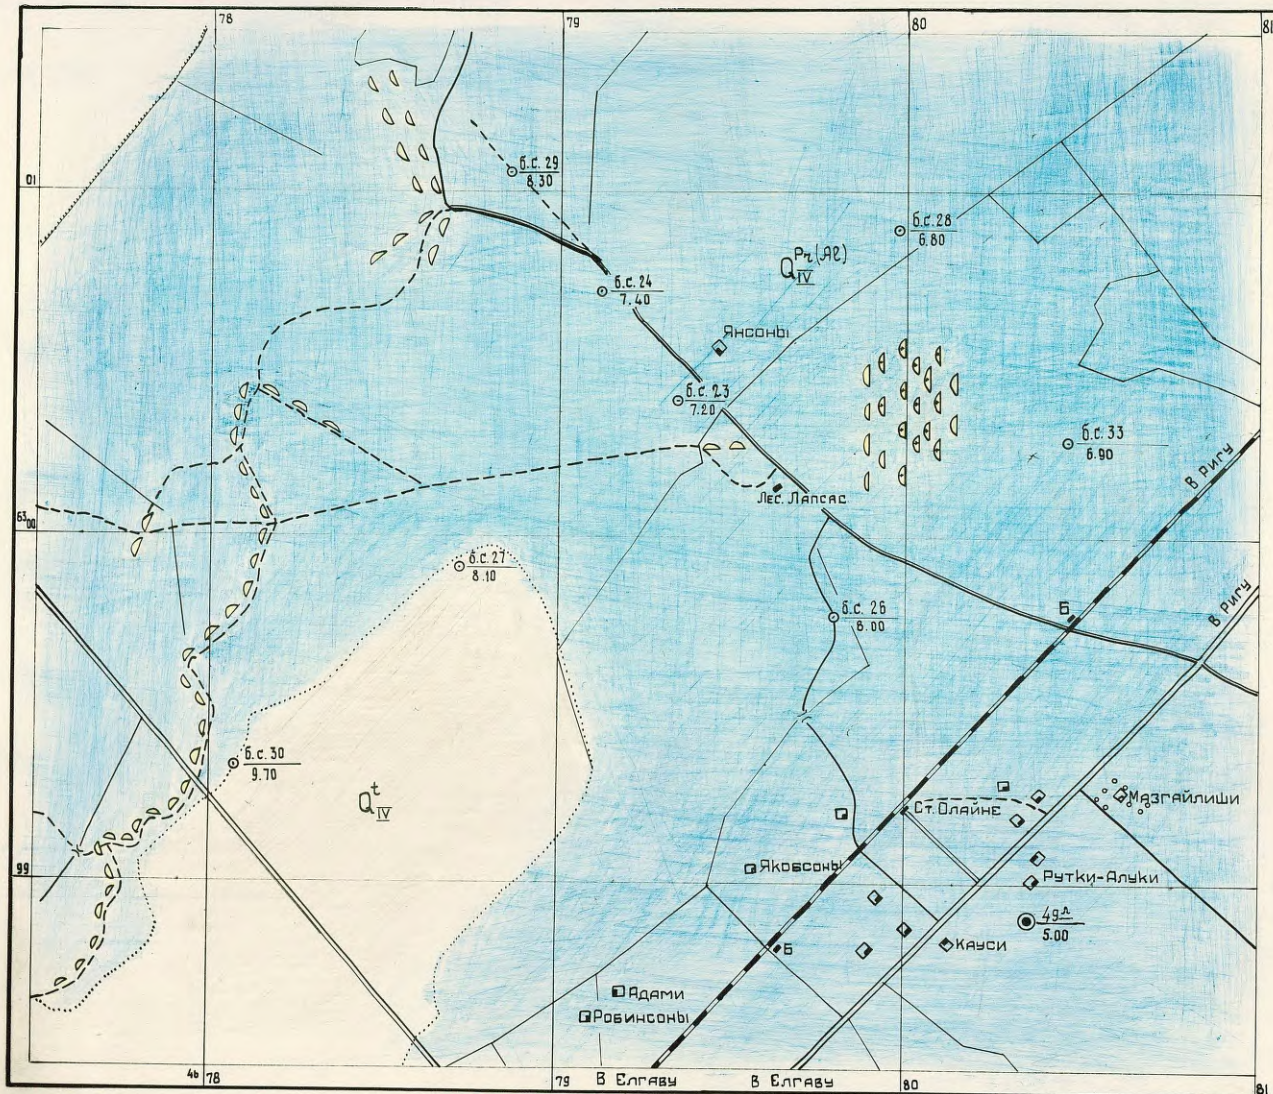 78
79
80
81
01
б.с. 29
8.30
б.с. 28
6.80
Q Pr(Al) IV
б.с. 24
7.40
Янсоны
б.с. 23
7.20
б.с. 33
6.90
В Ригу
Лес. Лапсас
6300
б.с. 27
8.10
б.с. 26
8.00
Б
В Ригу
б.с. 30
9.70
Q t IV
Ст. Олайне
Мазгайлиши
99
Якобсоны
Рутки-Алуки
49л
5.00
Б
Кауси
Адами
Робинсоны
46
78
79
В Елгаву
В Елгаву
80
81